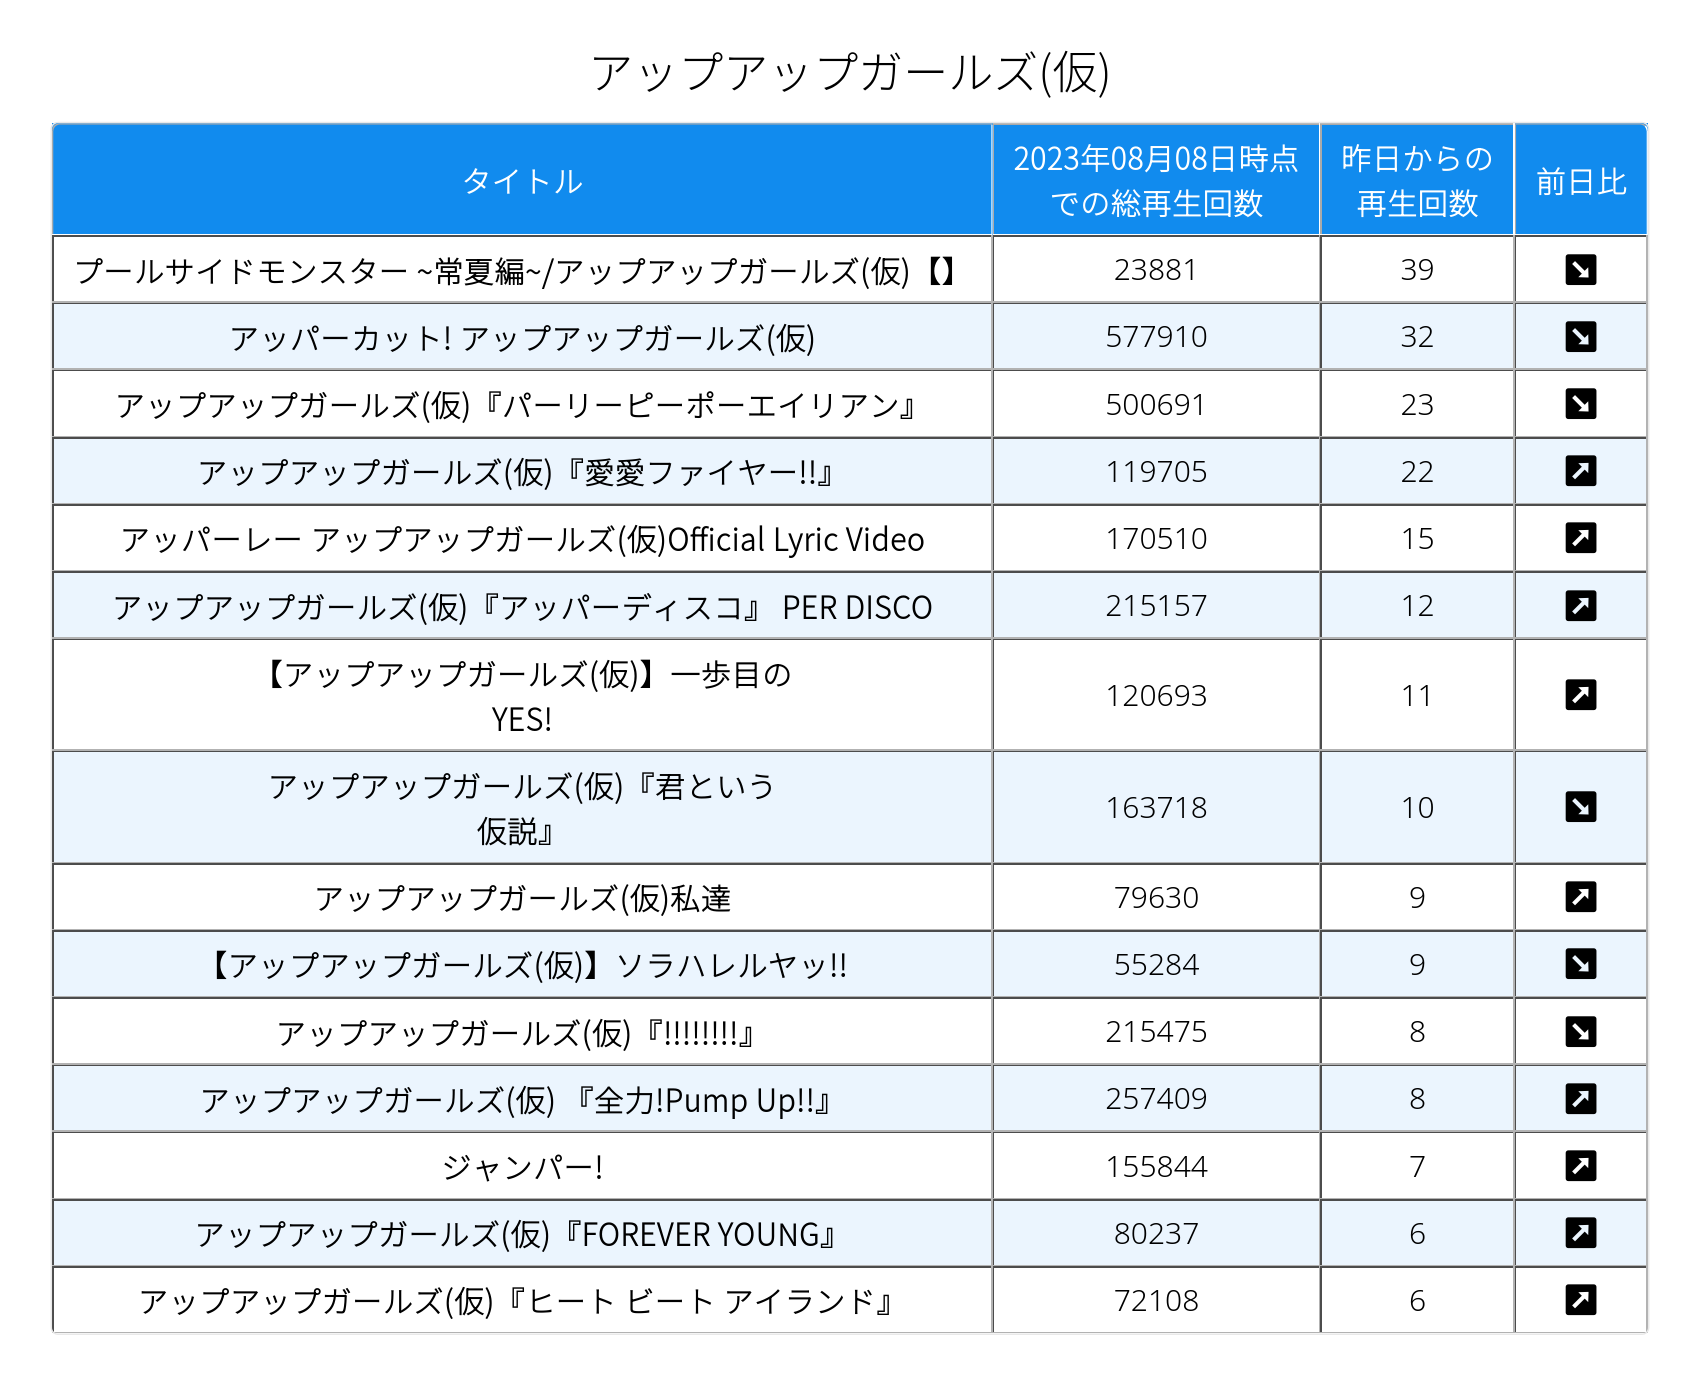 アップアップガールズ(仮)
タイトル 2023年08月08日時点での総再生回数 昨日からの再生回数 前日比
プールサイドモンスター ~常夏編~/アップアップガールズ(仮)【】 23881 39 ↘
アッパーカット! アップアップガールズ(仮) 577910 32 ↘
アップアップガールズ(仮)『パーリーピーポーエイリアン』 500691 23 ↘
アップアップガールズ(仮)『愛愛ファイヤー!!』 119705 22 ↗
アッパーレー アップアップガールズ(仮)Official Lyric Video 170510 15 ↗
アップアップガールズ(仮)『アッパーディスコ』 PER DISCO 215157 12 ↗
【アップアップガールズ(仮)】一歩目の
YES! 120693 11 ↗
アップアップガールズ(仮)『君という
仮説』 163718 10 ↘
アップアップガールズ(仮)私達 79630 9 ↗
【アップアップガールズ(仮)】ソラハレルヤッ!! 55284 9 ↘
アップアップガールズ(仮)『!!!!!!!!』 215475 8 ↘
アップアップガールズ(仮) 『全力!Pump Up!!』 257409 8 ↗
ジャンパー! 155844 7 ↗
アップアップガールズ(仮)『FOREVER YOUNG』 80237 6 ↗
アップアップガールズ(仮)『ヒート ビート アイランド』 72108 6 ↗